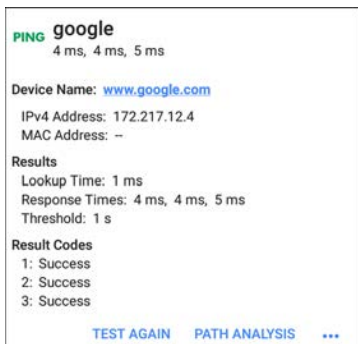 PING google
4 ms, 4 ms, 5 ms
Device Name: www.google.com
IPv4 Address: 172.217.12.4
MAC Address: --
Results
Lookup Time: 1 ms
Response Times: 4 ms, 4 ms, 5 ms
Threshold: 1 s
Result Codes
1: Success
2: Success
3: Success
TEST AGAIN PATH ANALYSIS ...